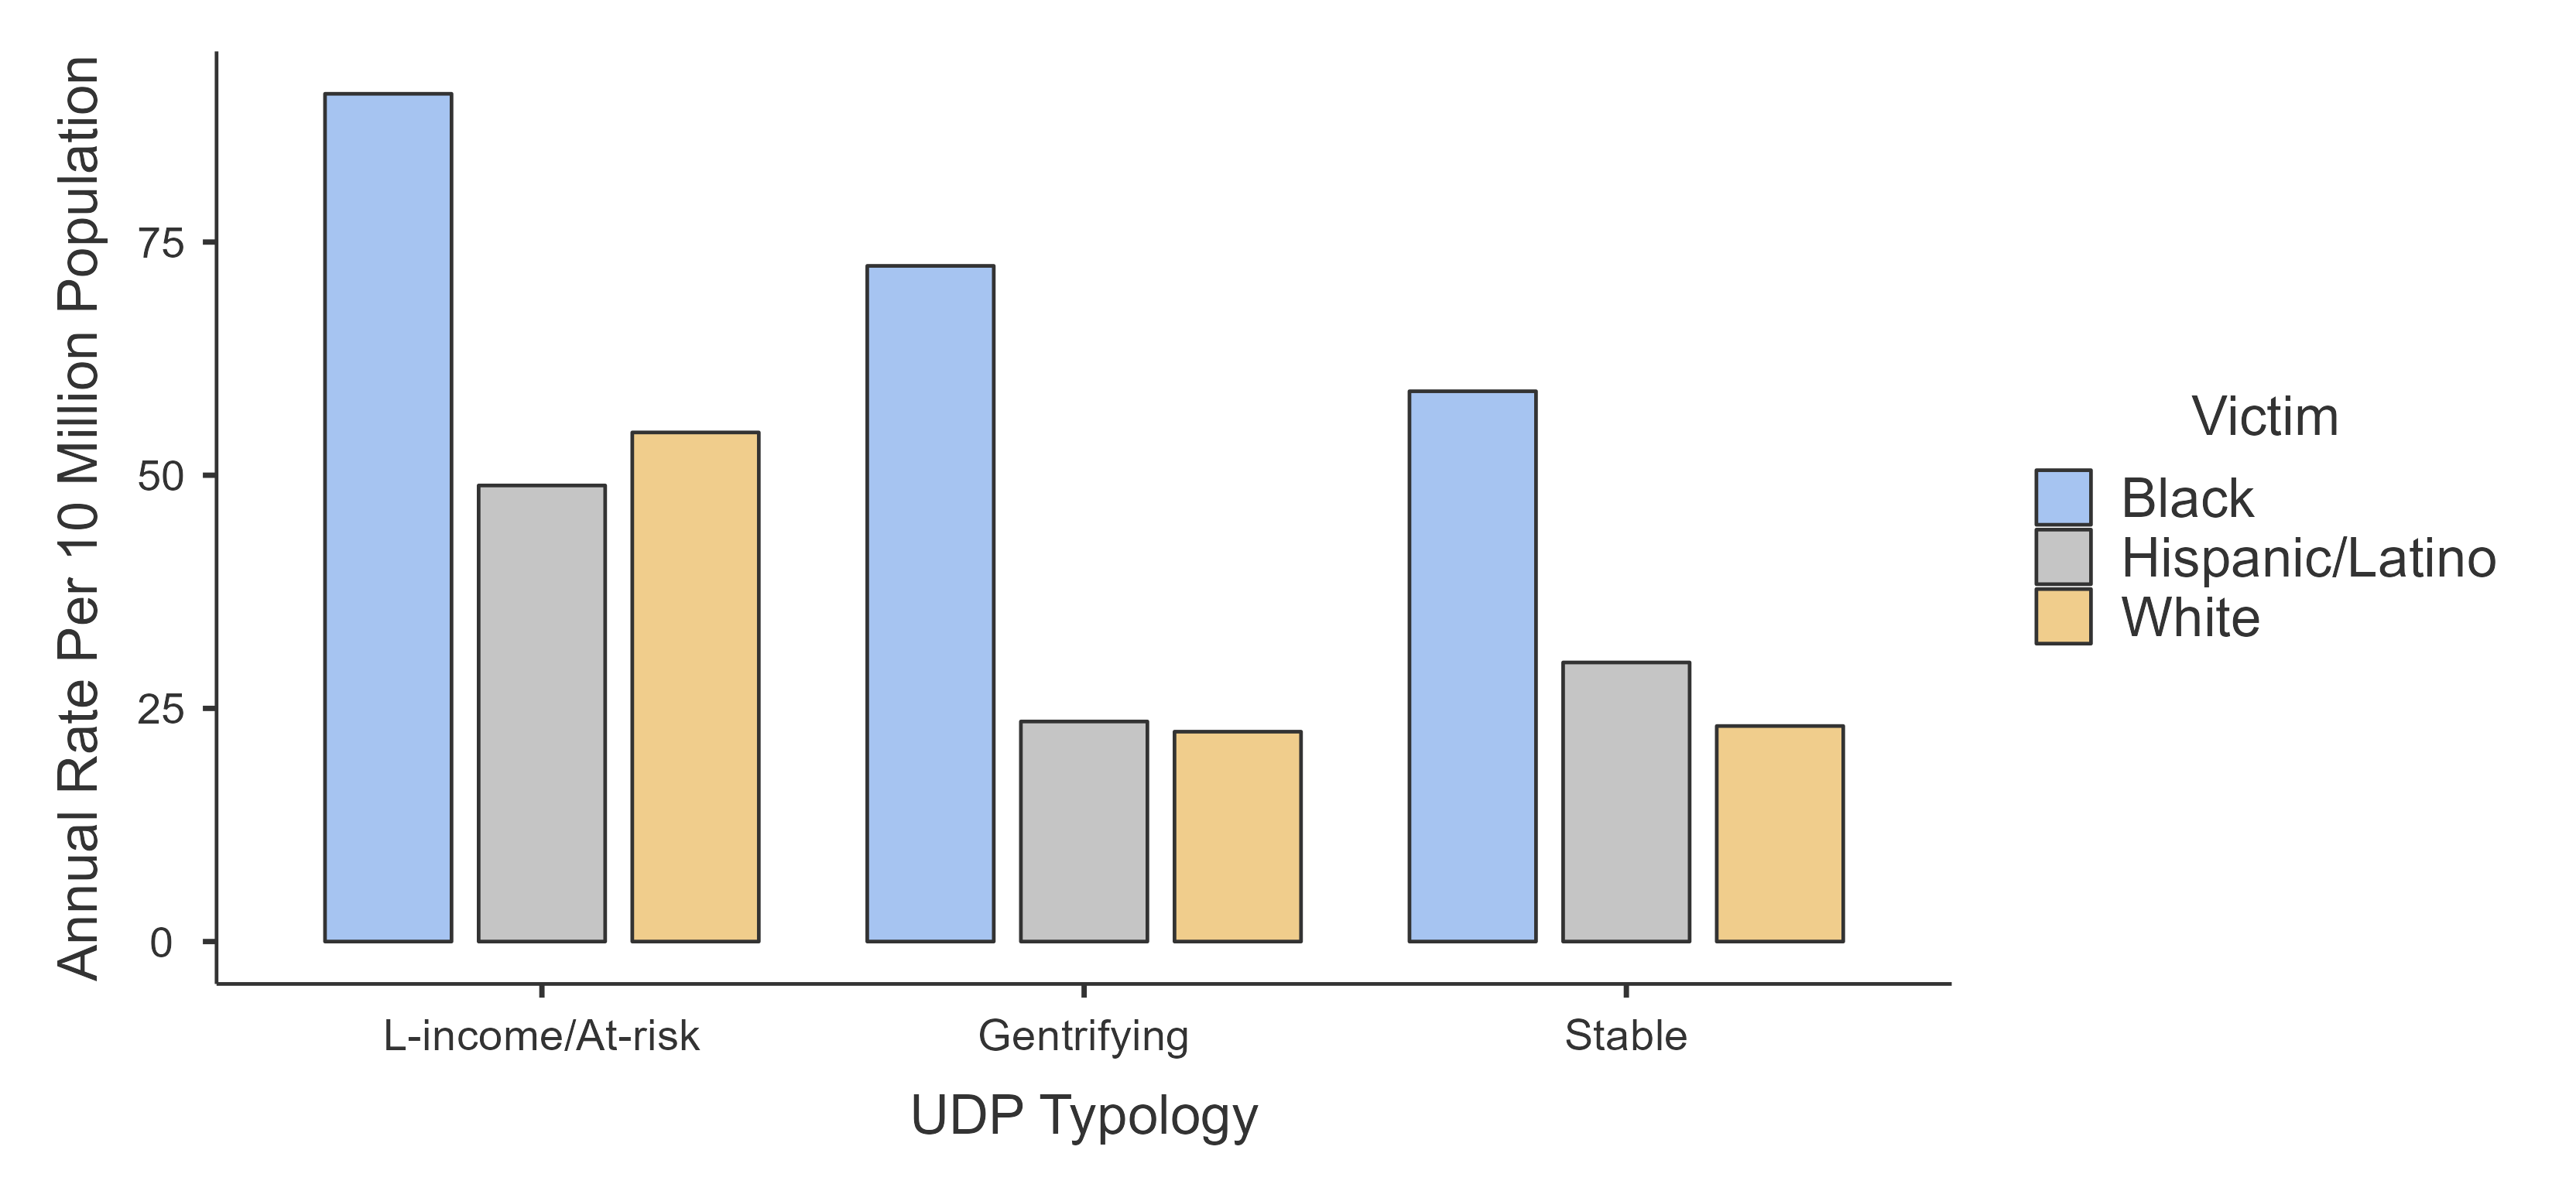 Annual Rate Per 10 Million Population
75
50
25
0
L-income/At-risk
Gentrifying
Stable
UDP Typology
Victim
Black
Hispanic/Latino
White